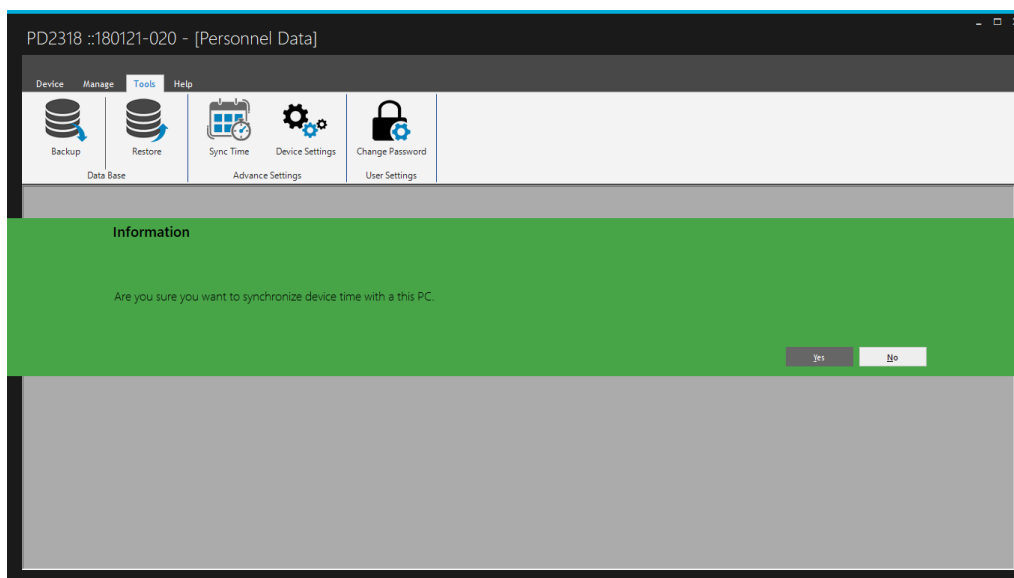 PD2318 ::180121-020 - [Personnel Data]
Device Manage Tools Help
Backup Restore Sync Time Device Settings Change Password
Data Base Advance Settings User Settings
Information
Are you sure you want to synchronize device time with a this PC.
Yes No